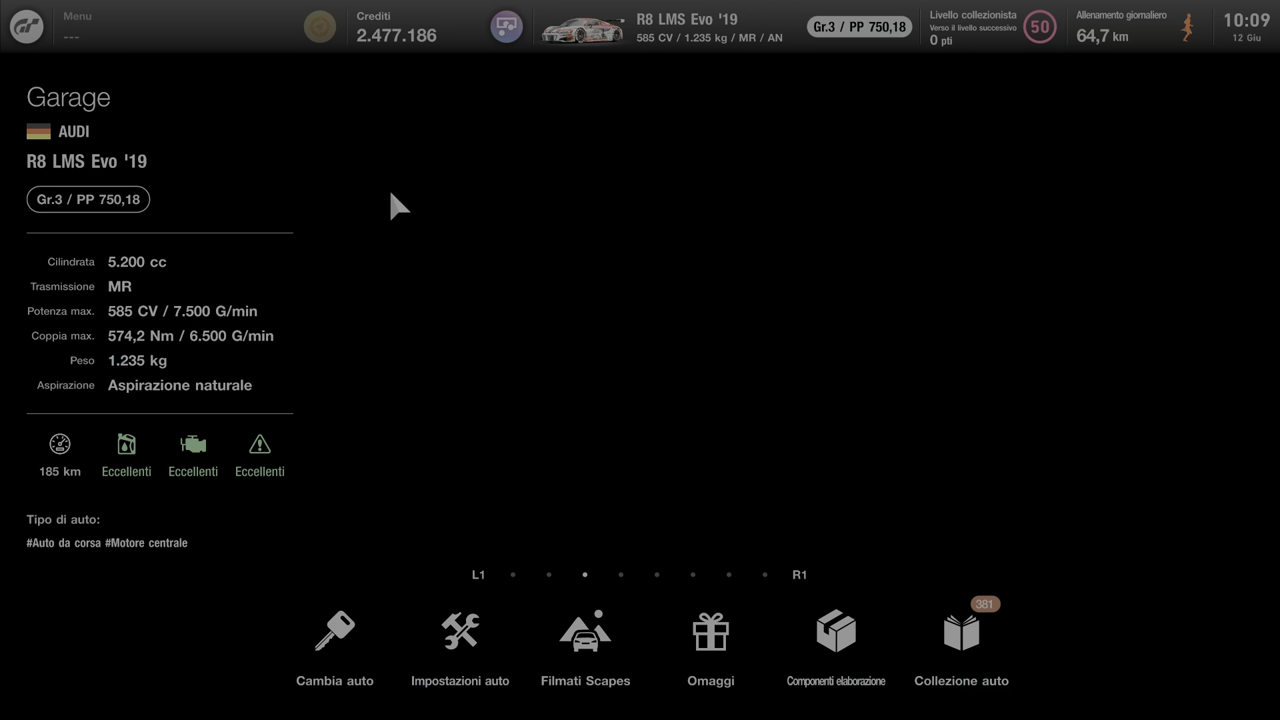 Menu
---
Crediti
2.477.186
R8 LMS Evo '19
585 CV / 1.235 kg / MR / AN
Gr.3 / PP 750,18
Livello collezionista
Verso il livello successivo
0 pti
50
Allenamento giornaliero
64,7 km
10:09
12 Giu
Garage
AUDI
R8 LMS Evo '19
Gr.3 / PP 750,18
Cilindrata 5.200 cc
Trasmissione MR
Potenza max. 585 CV / 7.500 G/min
Coppia max. 574,2 Nm / 6.500 G/min
Peso 1.235 kg
Aspirazione Aspirazione naturale
185 km Eccellenti Eccellenti Eccellenti
Tipo di auto:
#Auto da corsa #Motore centrale
L1 R1
381
Cambia auto Impostazioni auto Filmati Scapes Omaggi Componenti elaborazione Collezione auto